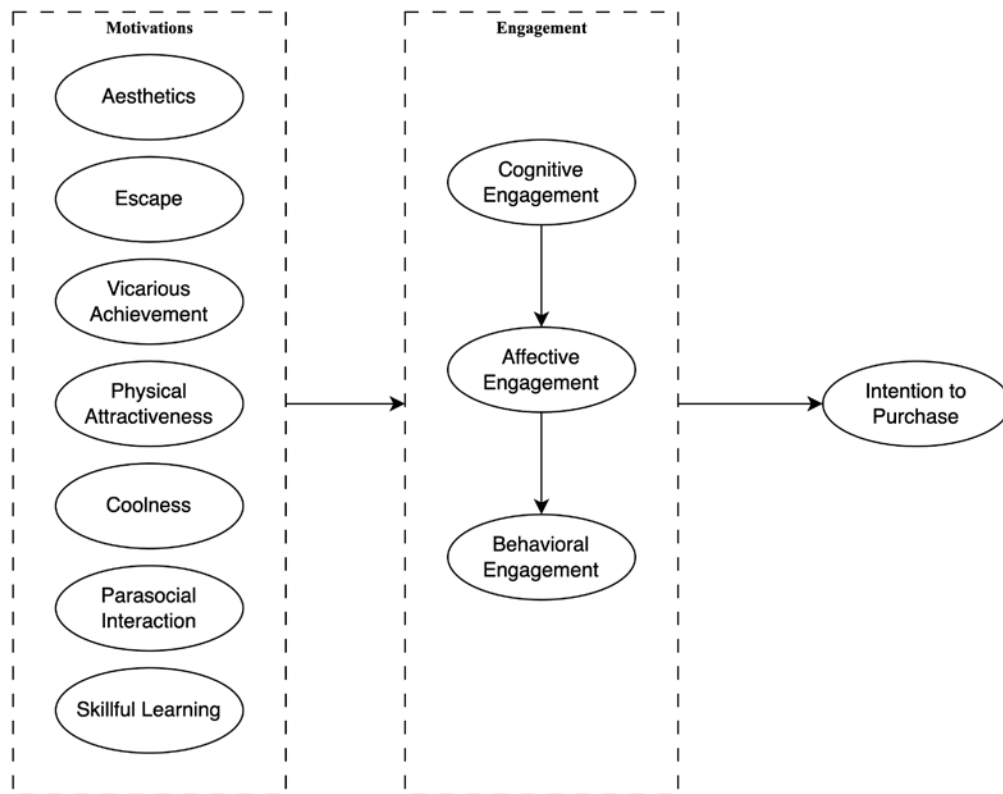 Motivations
Aesthetics
Escape
Vicarious
Achievement
Physical
Attractiveness
Coolness
Parasocial
Interaction
Skillful Learning
Engagement
Cognitive
Engagement
Affective
Engagement
Behavioral
Engagement
Intention to
Purchase